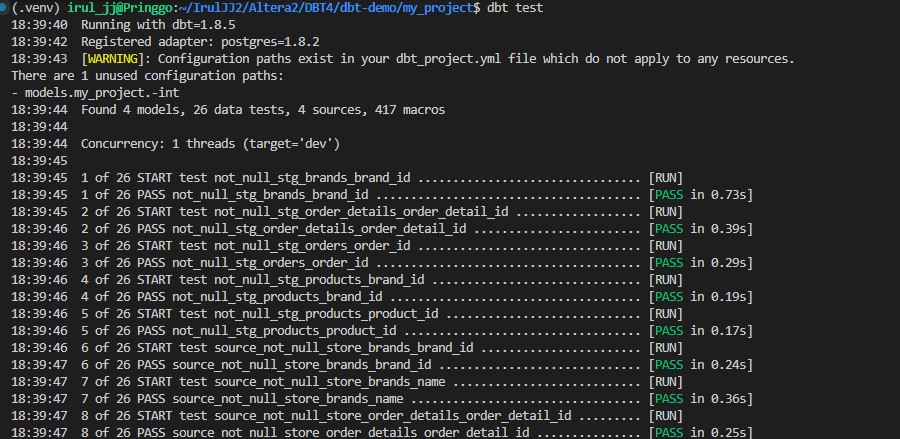 (.venv) irul_jj@Pringgo:~/IrulJJ2/Altera2/DBT4/dbt-demo/my_project$ dbt test
18:39:40  Running with dbt=1.8.5
18:39:42  Registered adapter: postgres=1.8.2
18:39:43  [WARNING]: Configuration paths exist in your dbt_project.yml file which do not apply to any resources.
There are 1 unused configuration paths:
- models.my_project.-int
18:39:44  Found 4 models, 26 data tests, 4 sources, 417 macros
18:39:44
18:39:44  Concurrency: 1 threads (target='dev')
18:39:45
18:39:45  1 of 26 START test not_null_stg_brands_brand_id ................................ [RUN]
18:39:45  1 of 26 PASS not_null_stg_brands_brand_id ...................................... [PASS in 0.73s]
18:39:45  2 of 26 START test not_null_stg_order_details_order_detail_id .................. [RUN]
18:39:46  2 of 26 PASS not_null_stg_order_details_order_detail_id ........................ [PASS in 0.39s]
18:39:46  3 of 26 START test not_null_stg_orders_order_id ................................ [RUN]
18:39:46  3 of 26 PASS not_null_stg_orders_order_id ...................................... [PASS in 0.29s]
18:39:46  4 of 26 START test not_null_stg_products_brand_id .............................. [RUN]
18:39:46  4 of 26 PASS not_null_stg_products_brand_id .................................... [PASS in 0.19s]
18:39:46  5 of 26 START test not_null_stg_products_product_id ............................ [RUN]
18:39:46  5 of 26 PASS not_null_stg_products_product_id .................................. [PASS in 0.17s]
18:39:46  6 of 26 START test source_not_null_store_brands_brand_id ....................... [RUN]
18:39:47  6 of 26 PASS source_not_null_store_brands_brand_id ............................. [PASS in 0.24s]
18:39:47  7 of 26 START test source_not_null_store_brands_name ........................... [RUN]
18:39:47  7 of 26 PASS source_not_null_store_brands_name ................................. [PASS in 0.36s]
18:39:47  8 of 26 START test source_not_null_store_order_details_order_detail_id ......... [RUN]
18:39:47  8 of 26 PASS source_not_null_store_order_details_order_detail_id ............... [PASS in 0.25s]